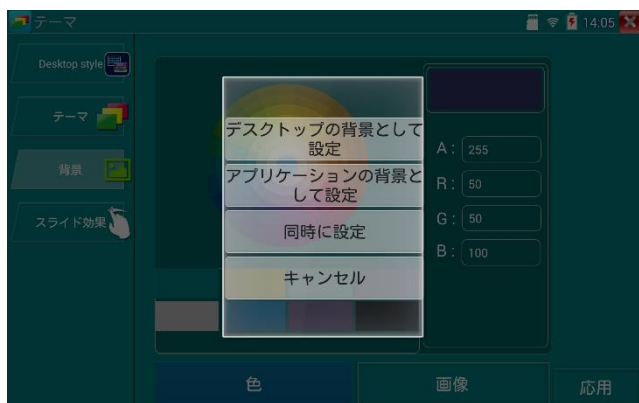 テーマ
14:05
Desktop style
テーマ
背景
スライド効果
デスクトップの背景として
設定
アプリケーションの背景と
して設定
同時に設定
キャンセル
A: 255
R: 50
G: 50
B: 100
色
画像
応用